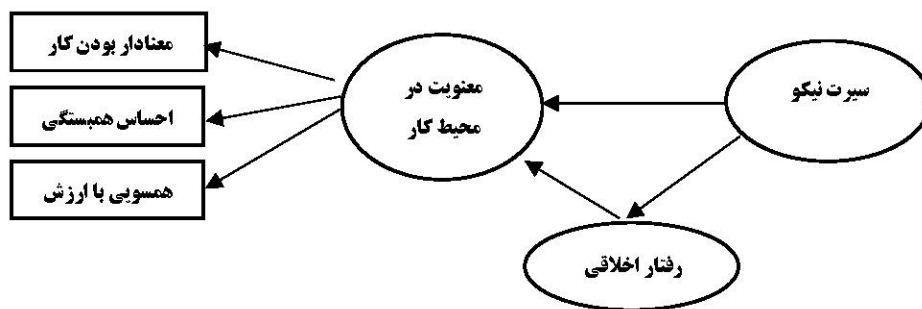 سیرت نیکو
معنویت در
محیط کار
رفتار اخلاقی
معنادار بودن کار
احساس همبستگی
همسویی با ارزش